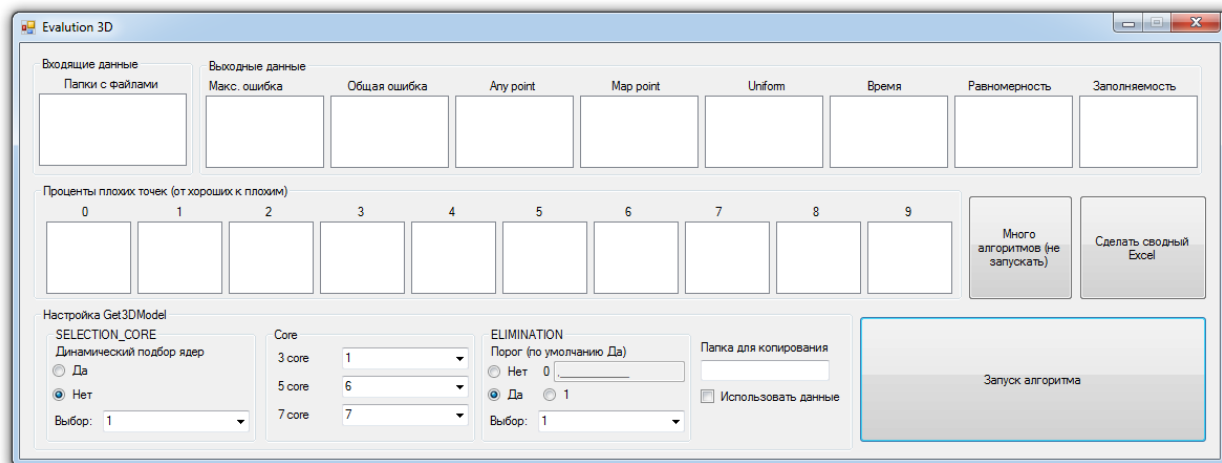 Evalution 3D
Входящие данные
Папки с файлами
Выходные данные
Макс. ошибка Общая ошибка Any point Map point Uniform Время Равномерность Заполняемость
Проценты плохих точек (от хороших к плохим)
0 1 2 3 4 5 6 7 8 9
Много
алгоритмов (не
запускать)
Сделать сводный
Excel
Настройка Get3DModel
SELECTION_CORE
Динамический подбор ядер
Да
Нет
Выбор: 1
Core
3 core 1
5 core 6
7 core 7
ELIMINATION
Порог (по умолчанию Да)
Нет 0 ,__________
Да 1
Выбор: 1
Папка для копирования
Использовать данные
Запуск алгоритма